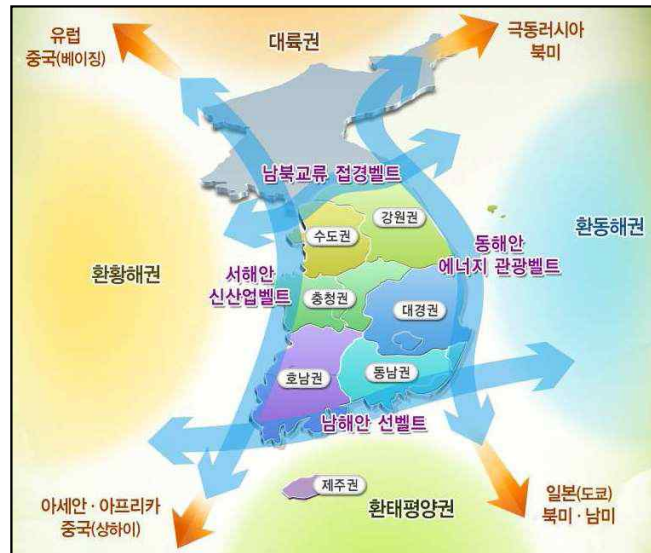 유럽
중국(베이징)
대륙권
극동러시아
북미
남북교류 접경벨트
수도권
강원권
환동해권
동해안
에너지 관광벨트
환황해권
서해안
신산업벨트
충청권
대경권
호남권
동남권
남해안 선벨트
제주권
환태평양권
아세안·아프리카
중국(상하이)
일본(도쿄)
북미·남미